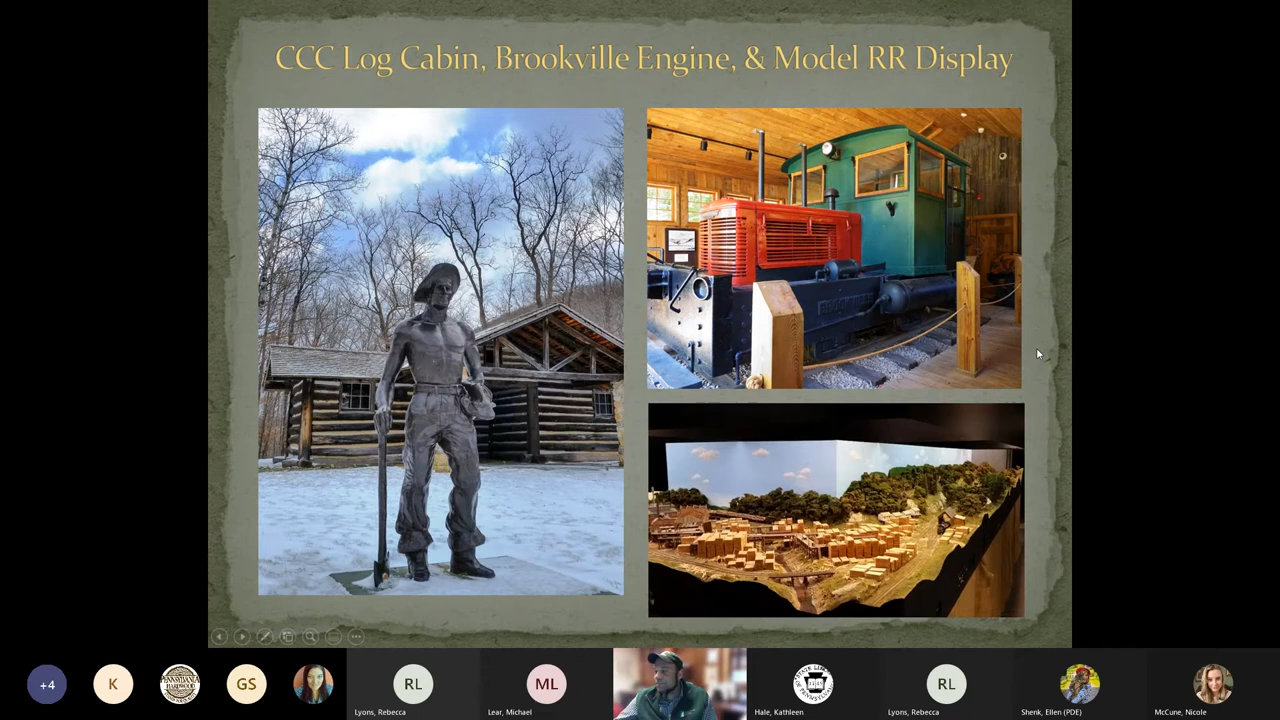 CCC Log Cabin, Brookville Engine, & Model RR Display
+4
K
PENNSYLVANIA
GS
RL
Lyons, Rebecca
ML
Lear, Michael
Hale, Kathleen
RL
Lyons, Rebecca
Shenk, Ellen (PDE)
McCune, Nicole